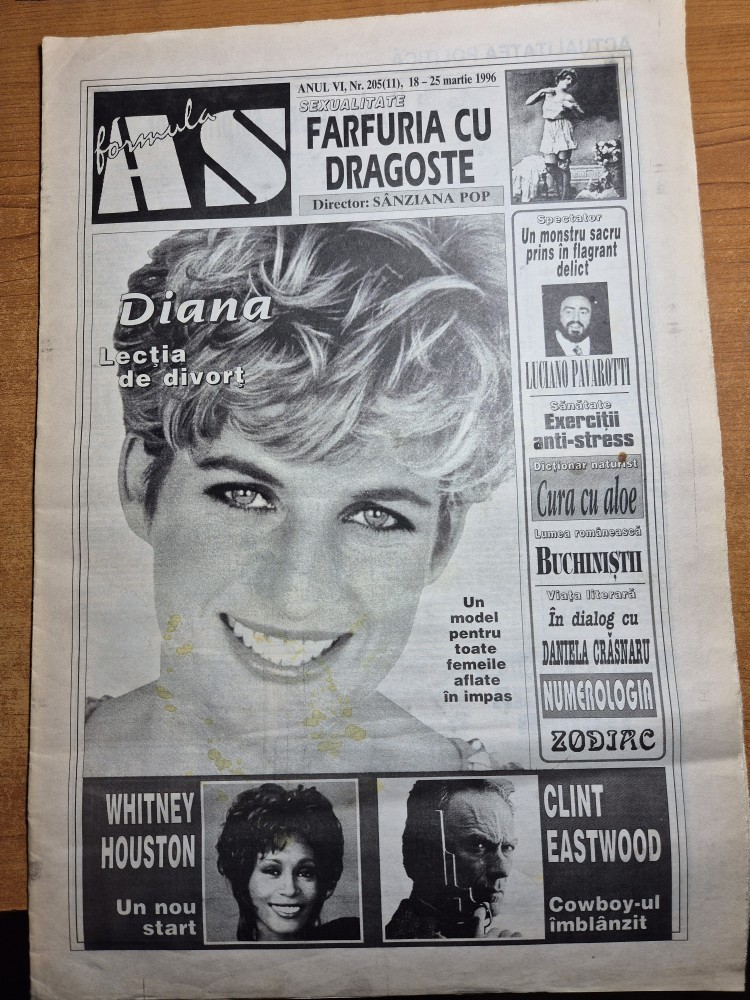 formula
AS
ANUL VI, Nr. 205(11), 18 – 25 martie 1996
SEXUALITATE
FARFURIA CU
DRAGOSTE
Director: SÂNZIANA POP
Diana
Lecția
de divorț
Un
model
pentru
toate
femeile
aflate
în impas
Spectator
Un monstru sacru
prins în flagrant
delict
LUCIANO PAVAROTTI
Sănătate
Exerciții
anti-stress
Dicționar naturist
Cura cu aloe
Lumea românească
BUCHINIȘTII
Viața literară
În dialog cu
DANIELA CRĂSNARU
NUMEROLOGIA
ZODIAC
WHITNEY
HOUSTON
Un nou
start
CLINT
EASTWOOD
Cowboy-ul
îmblânzit